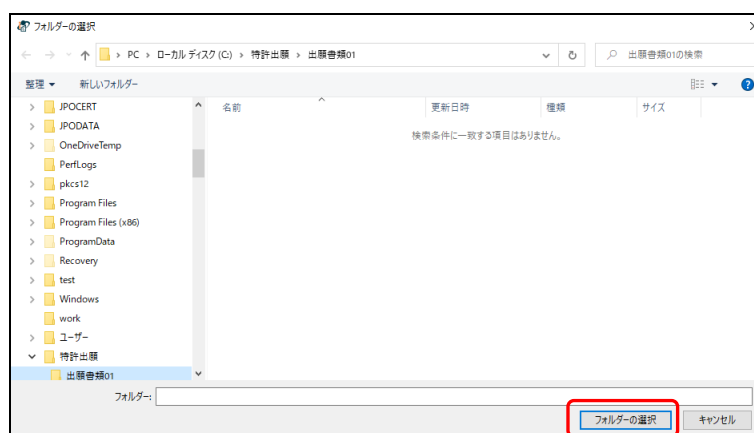 フォルダーの選択
PC › ローカル ディスク (C:) › 特許出願 › 出願書類01
出願書類01の検索
整理 新しいフォルダー
名前 更新日時 種類 サイズ
検索条件に一致する項目はありません。
JPOCERT
JPODATA
OneDriveTemp
PerfLogs
pkcs12
Program Files
Program Files (x86)
ProgramData
Recovery
test
Windows
work
ユーザー
特許出願
出願書類01
フォルダー:
フォルダーの選択 キャンセル